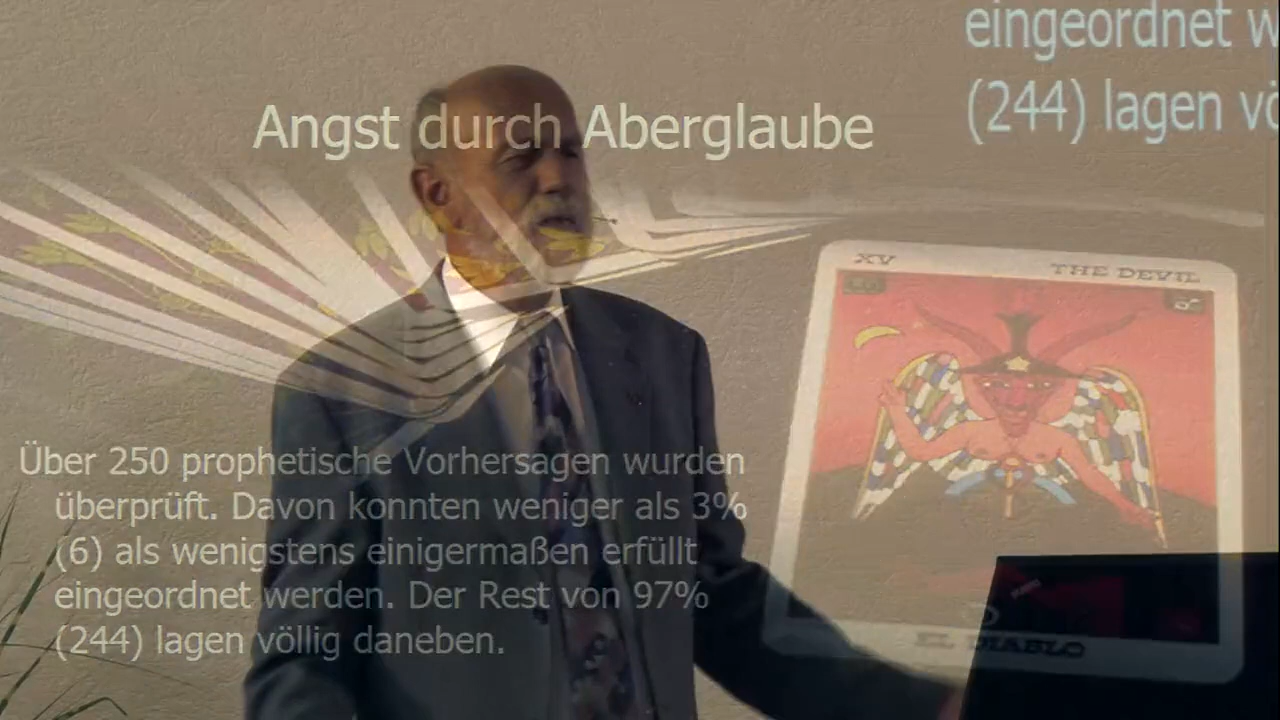 eingeordnet w
(244) lagen vö
Angst durch Aberglaube
XV
THE DEVIL
Über 250 prophetische Vorhersagen wurden
überprüft. Davon konnten weniger als 3%
(6) als wenigstens einigermaßen erfüllt
eingeordnet werden. Der Rest von 97%
(244) lagen völlig daneben.
EL DIABLO